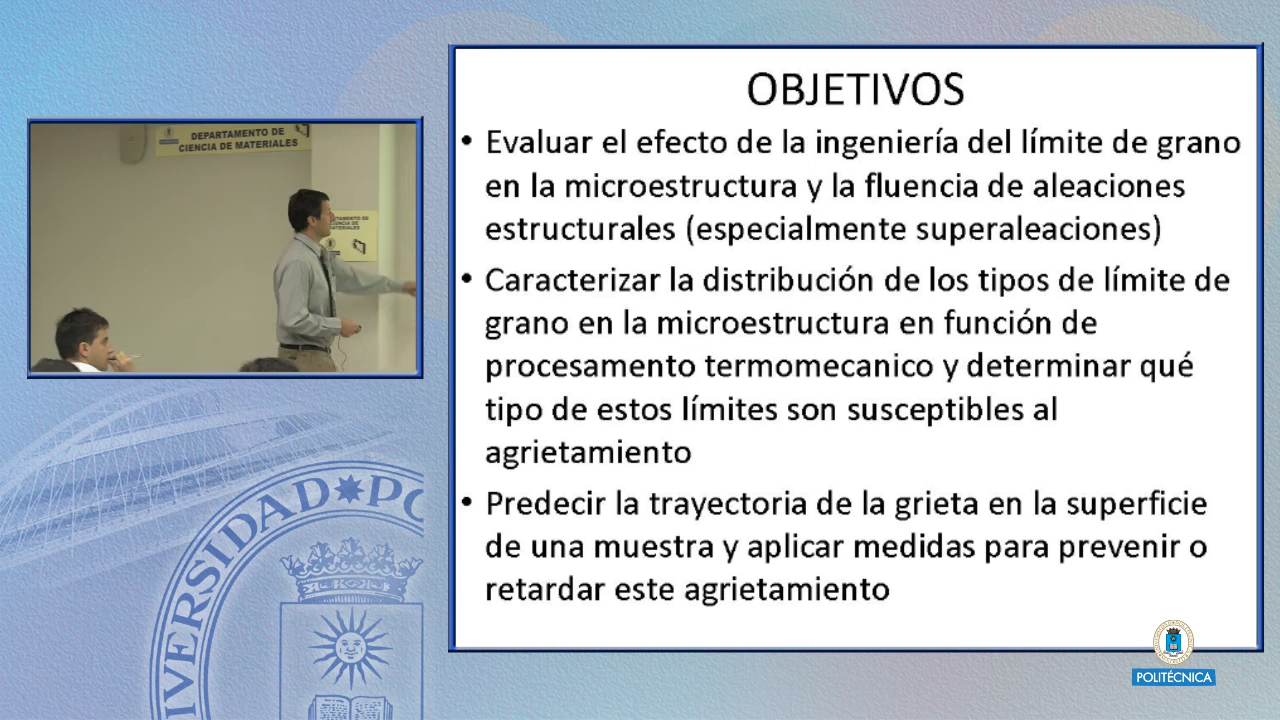 OBJETIVOS
• Evaluar el efecto de la ingeniería del límite de grano
en la microestructura y la fluencia de aleaciones
estructurales (especialmente superaleaciones)
• Caracterizar la distribución de los tipos de límite de
grano en la microestructura en función de
procesamento termomecanico y determinar qué
tipo de estos límites son susceptibles al
agrietamiento
• Predecir la trayectoria de la grieta en la superficie
de una muestra y aplicar medidas para prevenir o
retardar este agrietamiento
DEPARTAMENTO DE
CIENCIA DE MATERIALES
CIENCIA DE
MATERIALES
POLITÉCNICA